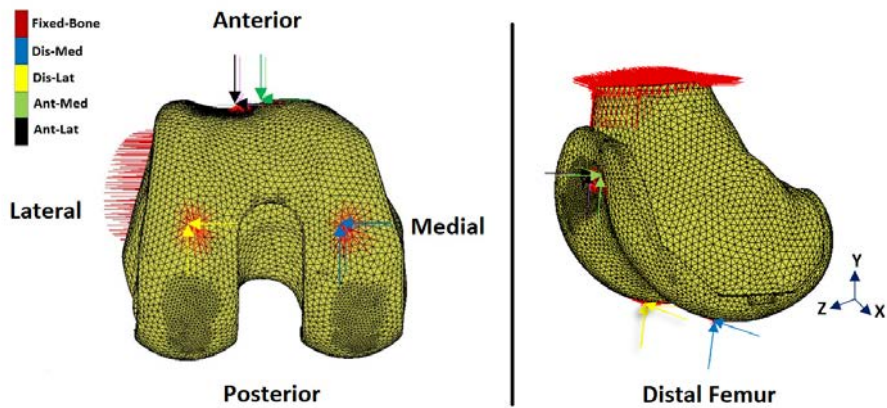 Fixed-Bone
Dis-Med
Dis-Lat
Ant-Med
Ant-Lat
Anterior
Lateral
Medial
Posterior
Y
Z
X
Distal Femur